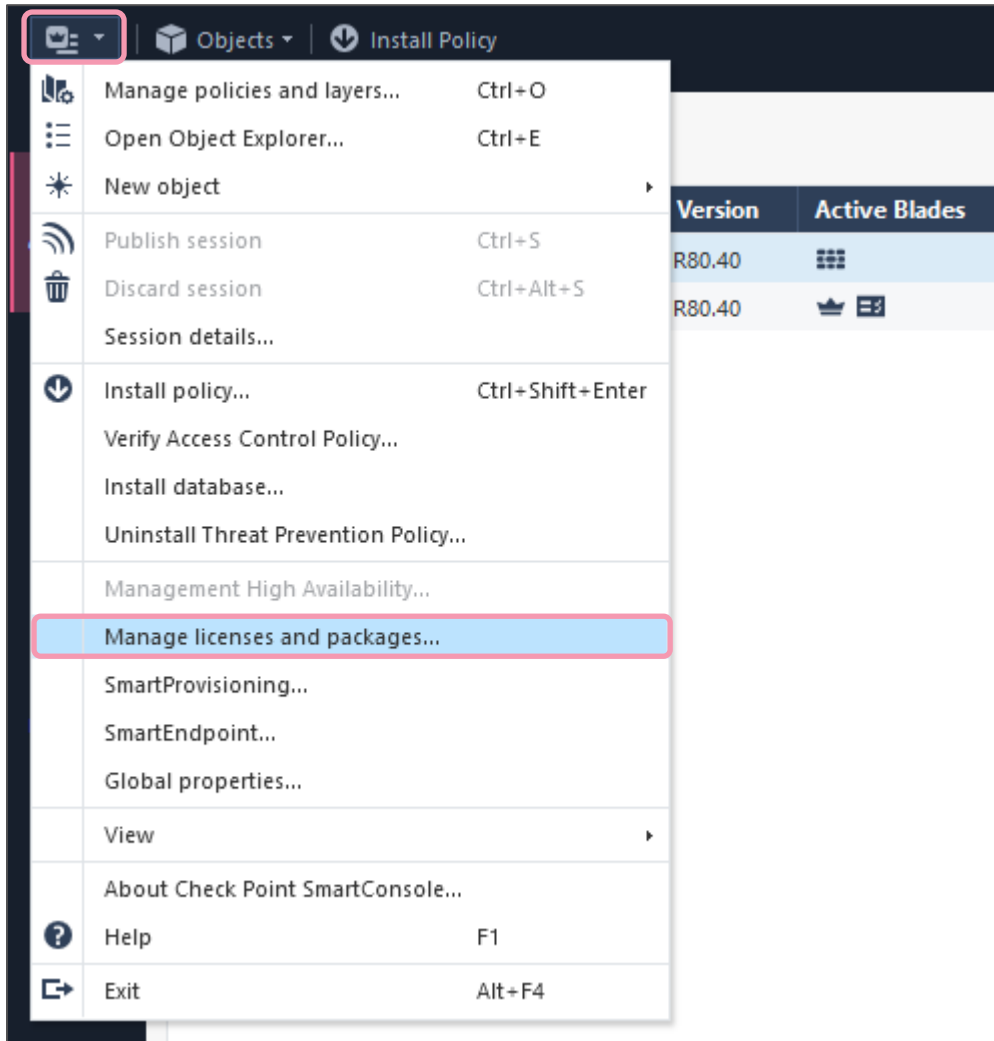 Objects Install Policy
Manage policies and layers... Ctrl+O
Open Object Explorer... Ctrl+E
New object
Version Active Blades
Publish session Ctrl+S
R80.40
Discard session Ctrl+Alt+S
R80.40
Session details...
Install policy... Ctrl+Shift+Enter
Verify Access Control Policy...
Install database...
Uninstall Threat Prevention Policy...
Management High Availability...
Manage licenses and packages...
SmartProvisioning...
SmartEndpoint...
Global properties...
View
About Check Point SmartConsole...
Help F1
Exit Alt+F4